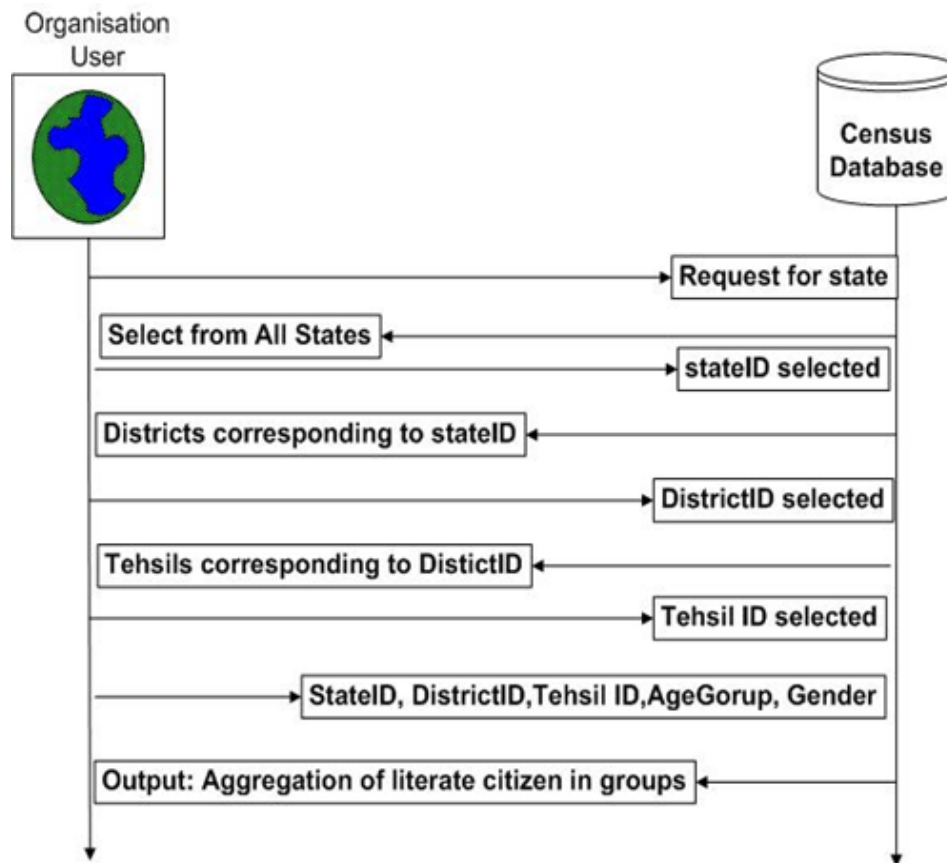 Organisation
User
Census
Database
Request for state
Select from All States
stateID selected
Districts corresponding to stateID
DistrictID selected
Tehsils corresponding to DistictID
Tehsil ID selected
StateID, DistrictID,Tehsil ID,AgeGorup, Gender
Output: Aggregation of literate citizen in groups